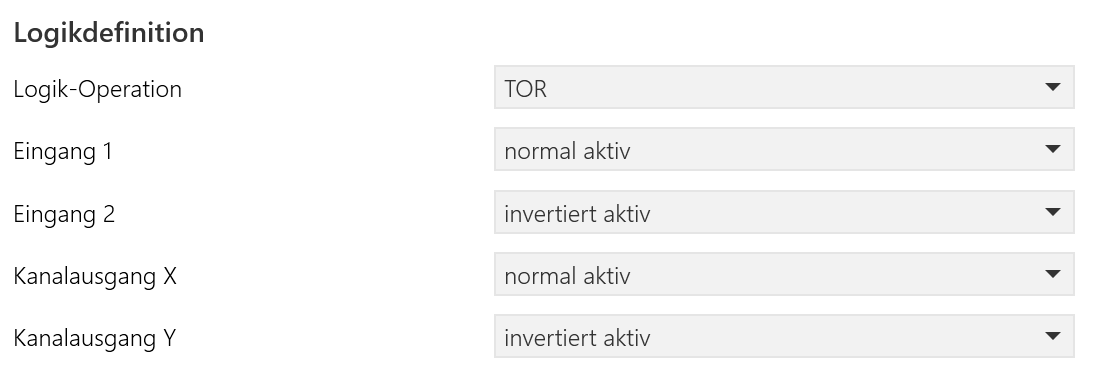 Logikdefinition
Logik-Operation TOR
Eingang 1 normal aktiv
Eingang 2 invertiert aktiv
Kanalausgang X normal aktiv
Kanalausgang Y invertiert aktiv